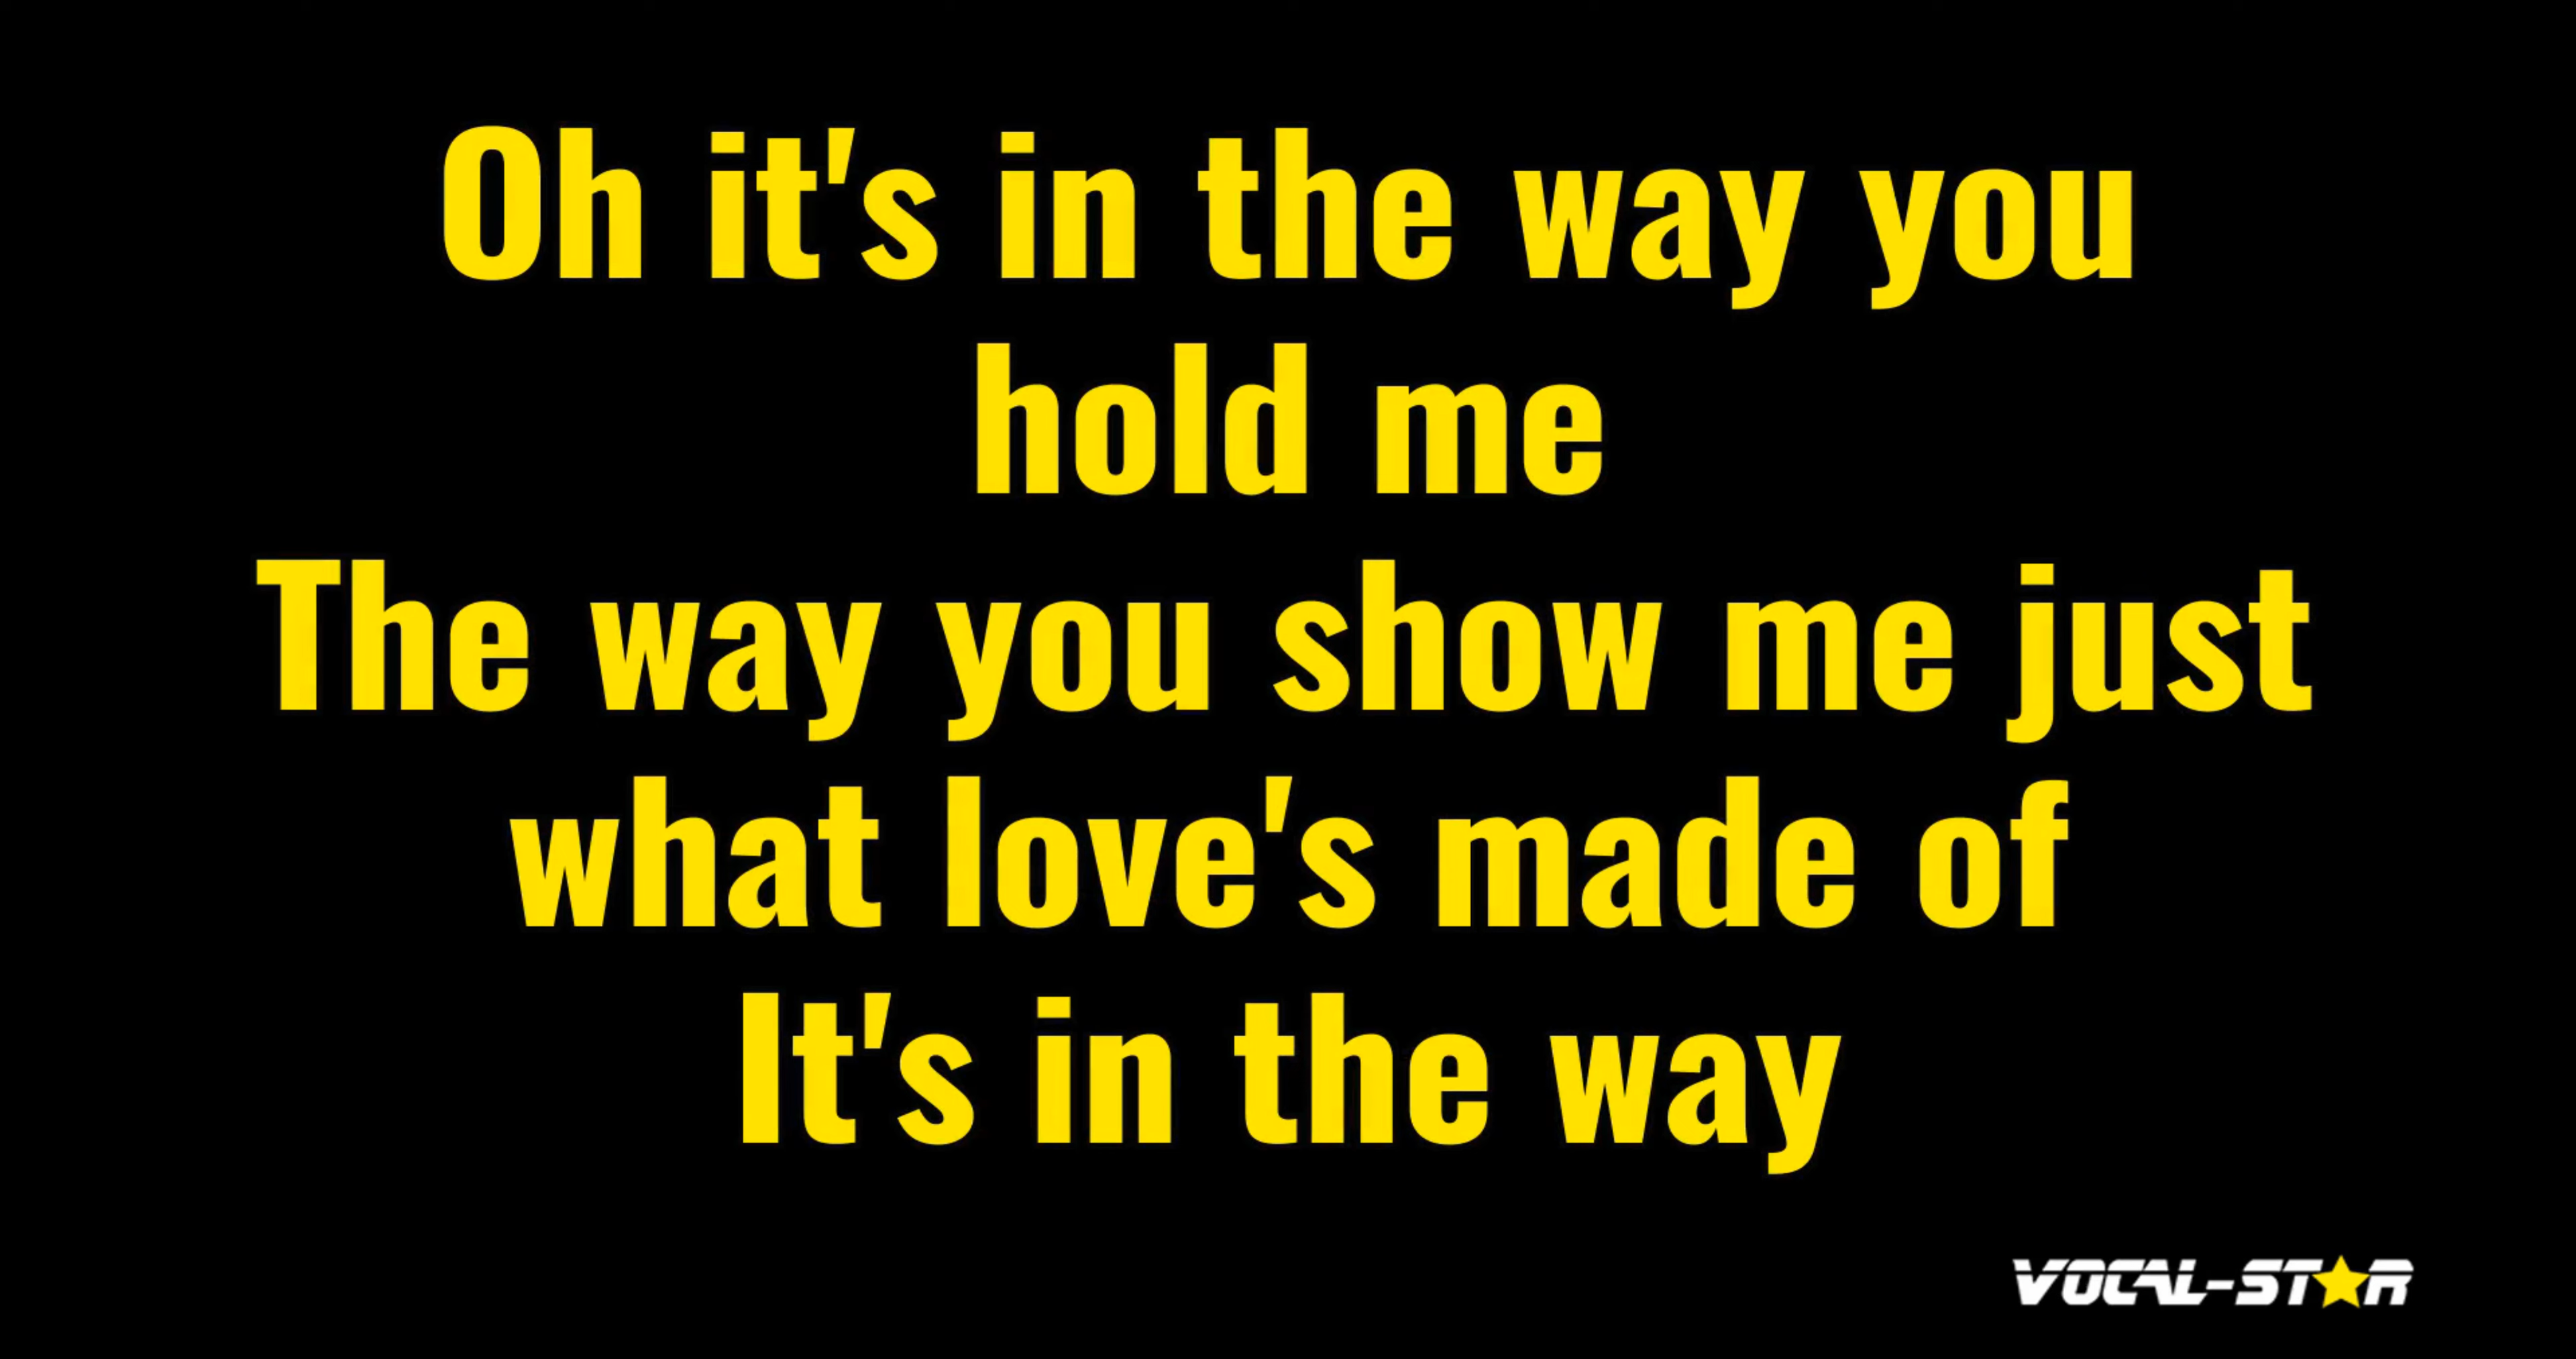 Oh it's in the way you
hold me
The way you show me just
what love's made of
It's in the way
VOCAL-STAR